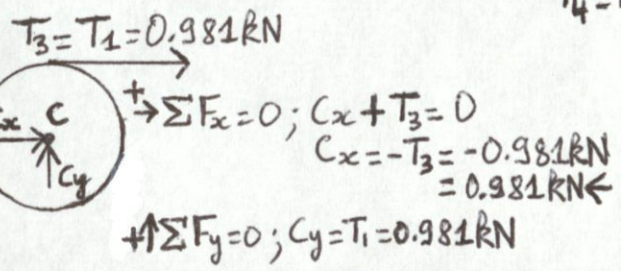 T₃=T₁=0.981kN
C
+→ΣFx=0; Cx+T₃=0
Cx=-T₃=-0.981kN
=0.981kN←
Cy
+↑ΣFy=0; Cy=T₁=0.981kN